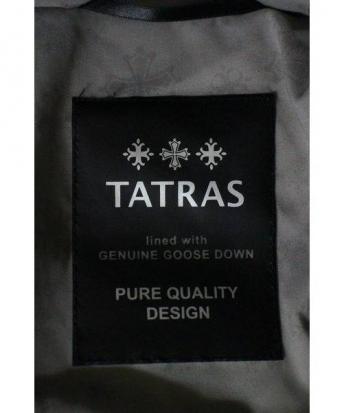 TATRAS
lined with
GENUINE GOOSE DOWN
PURE QUALITY
DESIGN